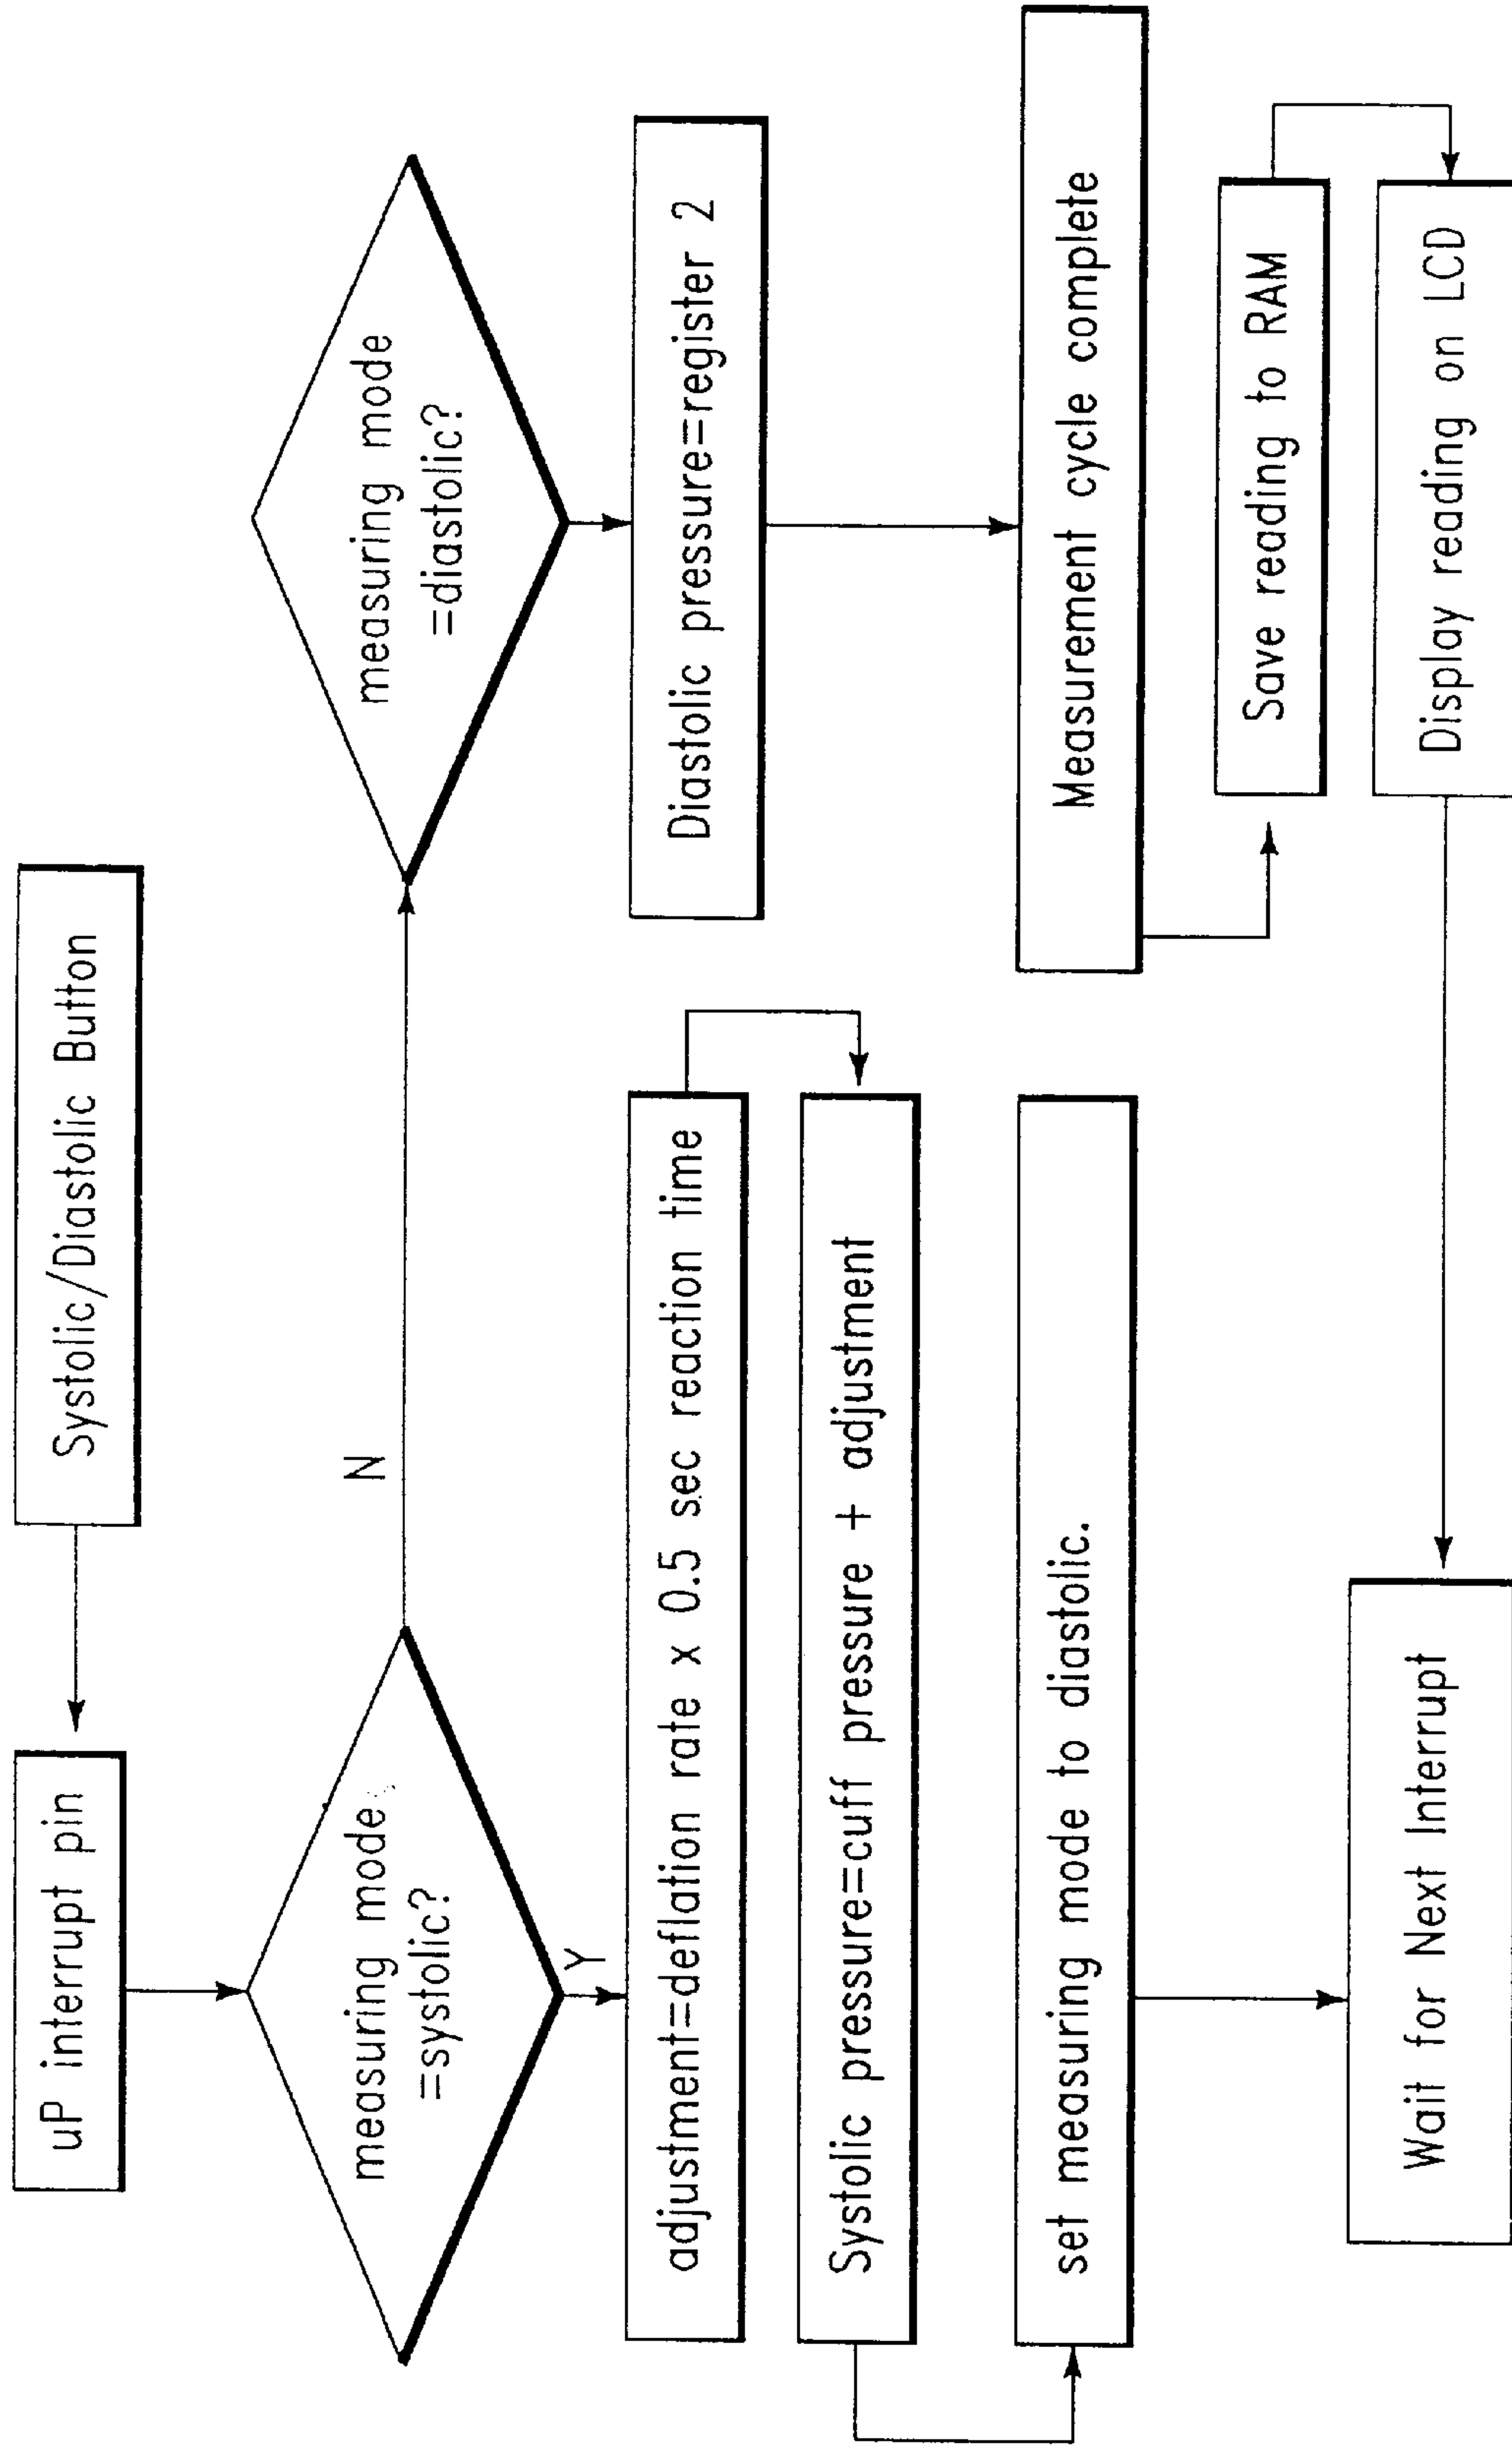 Systolic/Diastolic Button
uP interrupt pin
measuring mode
=systolic?
N
Y
measuring mode
=diastolic?
adjustment=deflation rate x 0.5 sec reaction time
Diastolic pressure=register 2
Systolic pressure=cuff pressure + adjustment
set measuring mode to diastolic.
Measurement cycle complete
Save reading to RAM
Display reading on LCD
Wait for Next Interrupt